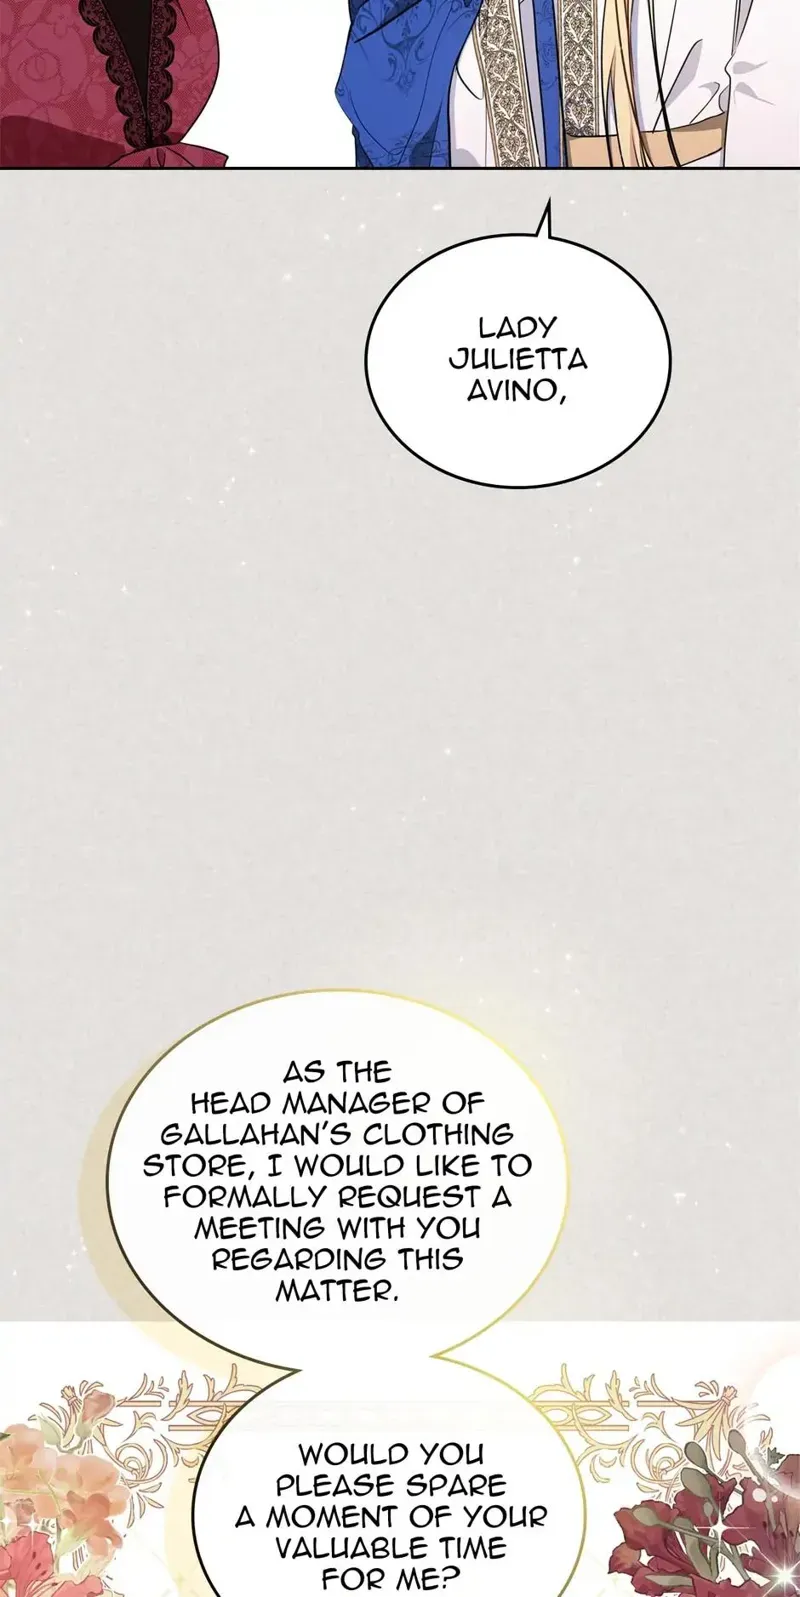 LADY
JULIETTA
AVINO,
AS THE
HEAD MANAGER OF
GALLAHAN'S CLOTHING
STORE, I WOULD LIKE TO
FORMALLY REQUEST A
MEETING WITH YOU
REGARDING THIS
MATTER.
WOULD YOU
PLEASE SPARE
A MOMENT OF YOUR
VALUABLE TIME
FOR ME?